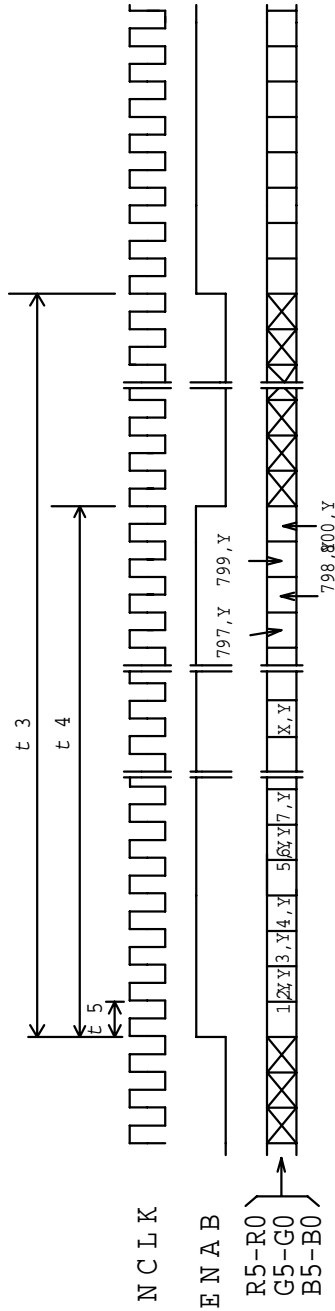 t 3
t 4
t 5
NCLK
ENAB
R5-R0
G5-G0
B5-B0
1,Y 2,Y 3,Y 4,Y 5,Y 6,Y 7,Y X,Y
797,Y 799,Y
798,Y 800,Y